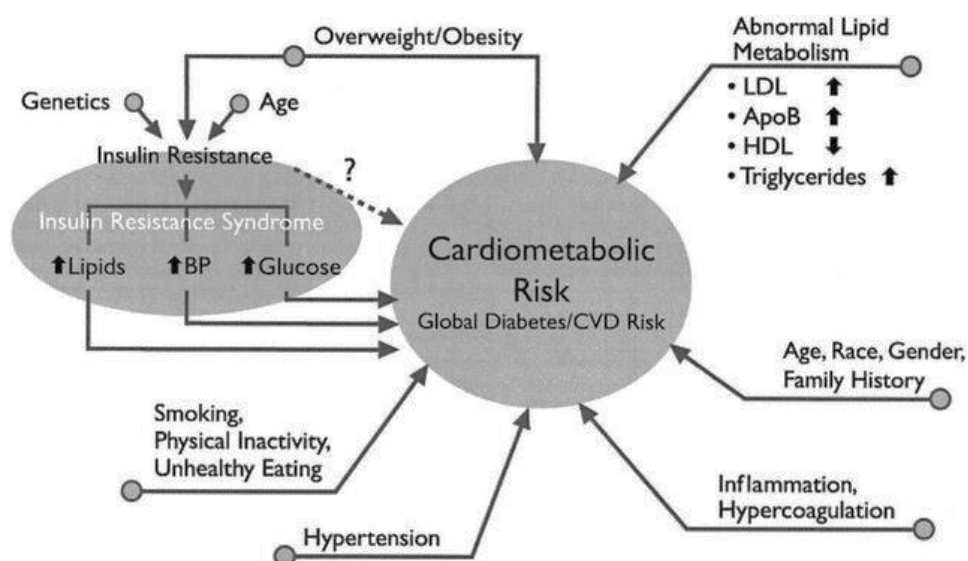 Overweight/Obesity
Abnormal Lipid
Metabolism
• LDL ⬆
• ApoB ⬆
• HDL ⬇
• Triglycerides ⬆
Genetics
Age
Insulin Resistance
?
Insulin Resistance Syndrome
⬆Lipids ⬆BP ⬆Glucose
Cardiometabolic
Risk
Global Diabetes/CVD Risk
Age, Race, Gender,
Family History
Smoking,
Physical Inactivity,
Unhealthy Eating
Inflammation,
Hypercoagulation
Hypertension